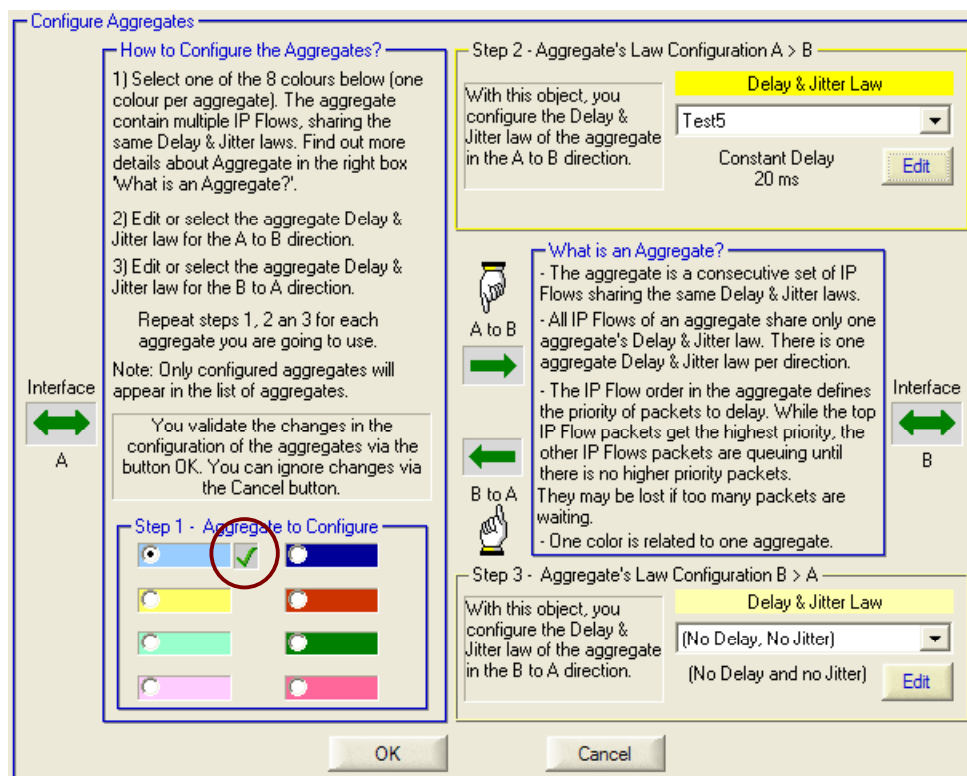 Configure Aggregates
How to Configure the Aggregates?
1) Select one of the 8 colours below (one
colour per aggregate). The aggregate
contain multiple IP Flows, sharing the
same Delay & Jitter laws. Find out more
details about Aggregate in the right box
'What is an Aggregate?'.
2) Edit or select the aggregate Delay &
Jitter law for the A to B direction.
3) Edit or select the aggregate Delay &
Jitter law for the B to A direction.
Repeat steps 1, 2 an 3 for each
aggregate you are going to use.
Note: Only configured aggregates will
appear in the list of aggregates.
You validate the changes in the
configuration of the aggregates via the
button OK. You can ignore changes via
the Cancel button.
Interface
A
Step 1 - Aggregate to Configure
Step 2 - Aggregate's Law Configuration A > B
With this object, you
configure the Delay &
Jitter law of the aggregate
in the A to B direction.
Delay & Jitter Law
Test5
Constant Delay
20 ms
Edit
A to B
B to A
What is an Aggregate?
- The aggregate is a consecutive set of IP
Flows sharing the same Delay & Jitter laws.
- All IP Flows of an aggregate share only one
aggregate's Delay & Jitter law. There is one
aggregate Delay & Jitter law per direction.
- The IP Flow order in the aggregate defines
the priority of packets to delay. While the top
IP Flow packets get the highest priority, the
other IP Flows packets are queuing until
there is no higher priority packets.
They may be lost if too many packets are
waiting.
- One color is related to one aggregate.
Interface
B
Step 3 - Aggregate's Law Configuration B > A
With this object, you
configure the Delay &
Jitter law of the aggregate
in the B to A direction.
Delay & Jitter Law
(No Delay, No Jitter)
(No Delay and no Jitter)
Edit
OK
Cancel